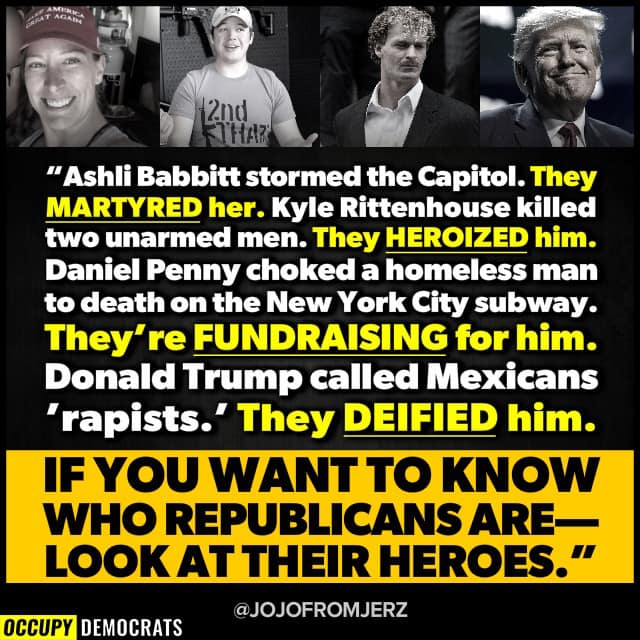 MAKE AMERICA
GREAT AGAIN
2nd
"Ashli Babbitt stormed the Capitol. They
MARTYRED her. Kyle Rittenhouse killed
two unarmed men. They HEROIZED him.
Daniel Penny choked a homeless man
to death on the New York City subway.
They're FUNDRAISING for him.
Donald Trump called Mexicans
'rapists.' They DEIFIED him.
IF YOU WANT TO KNOW
WHO REPUBLICANS ARE—
LOOK AT THEIR HEROES."
@JOJOFROMJERZ
OCCUPY DEMOCRATS